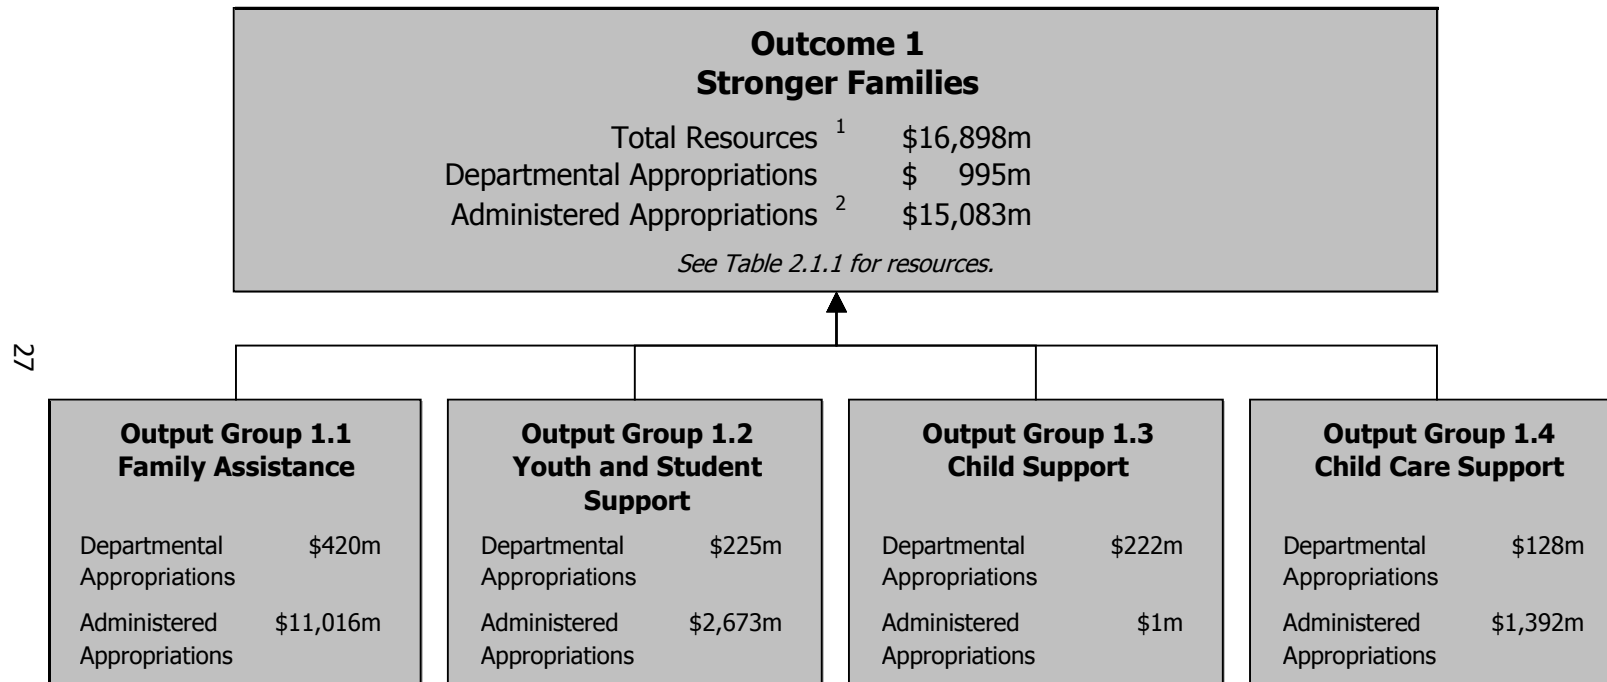 Outcome 1
Stronger Families
Total Resources 1 $16,898m
Departmental Appropriations $ 995m
Administered Appropriations 2 $15,083m
See Table 2.1.1 for resources.
27
Output Group 1.1
Family Assistance
Departmental $420m
Appropriations
Administered $11,016m
Appropriations
Output Group 1.2
Youth and Student
Support
Departmental $225m
Appropriations
Administered $2,673m
Appropriations
Output Group 1.3
Child Support
Departmental $222m
Appropriations
Administered $1m
Appropriations
Output Group 1.4
Child Care Support
Departmental $128m
Appropriations
Administered $1,392m
Appropriations